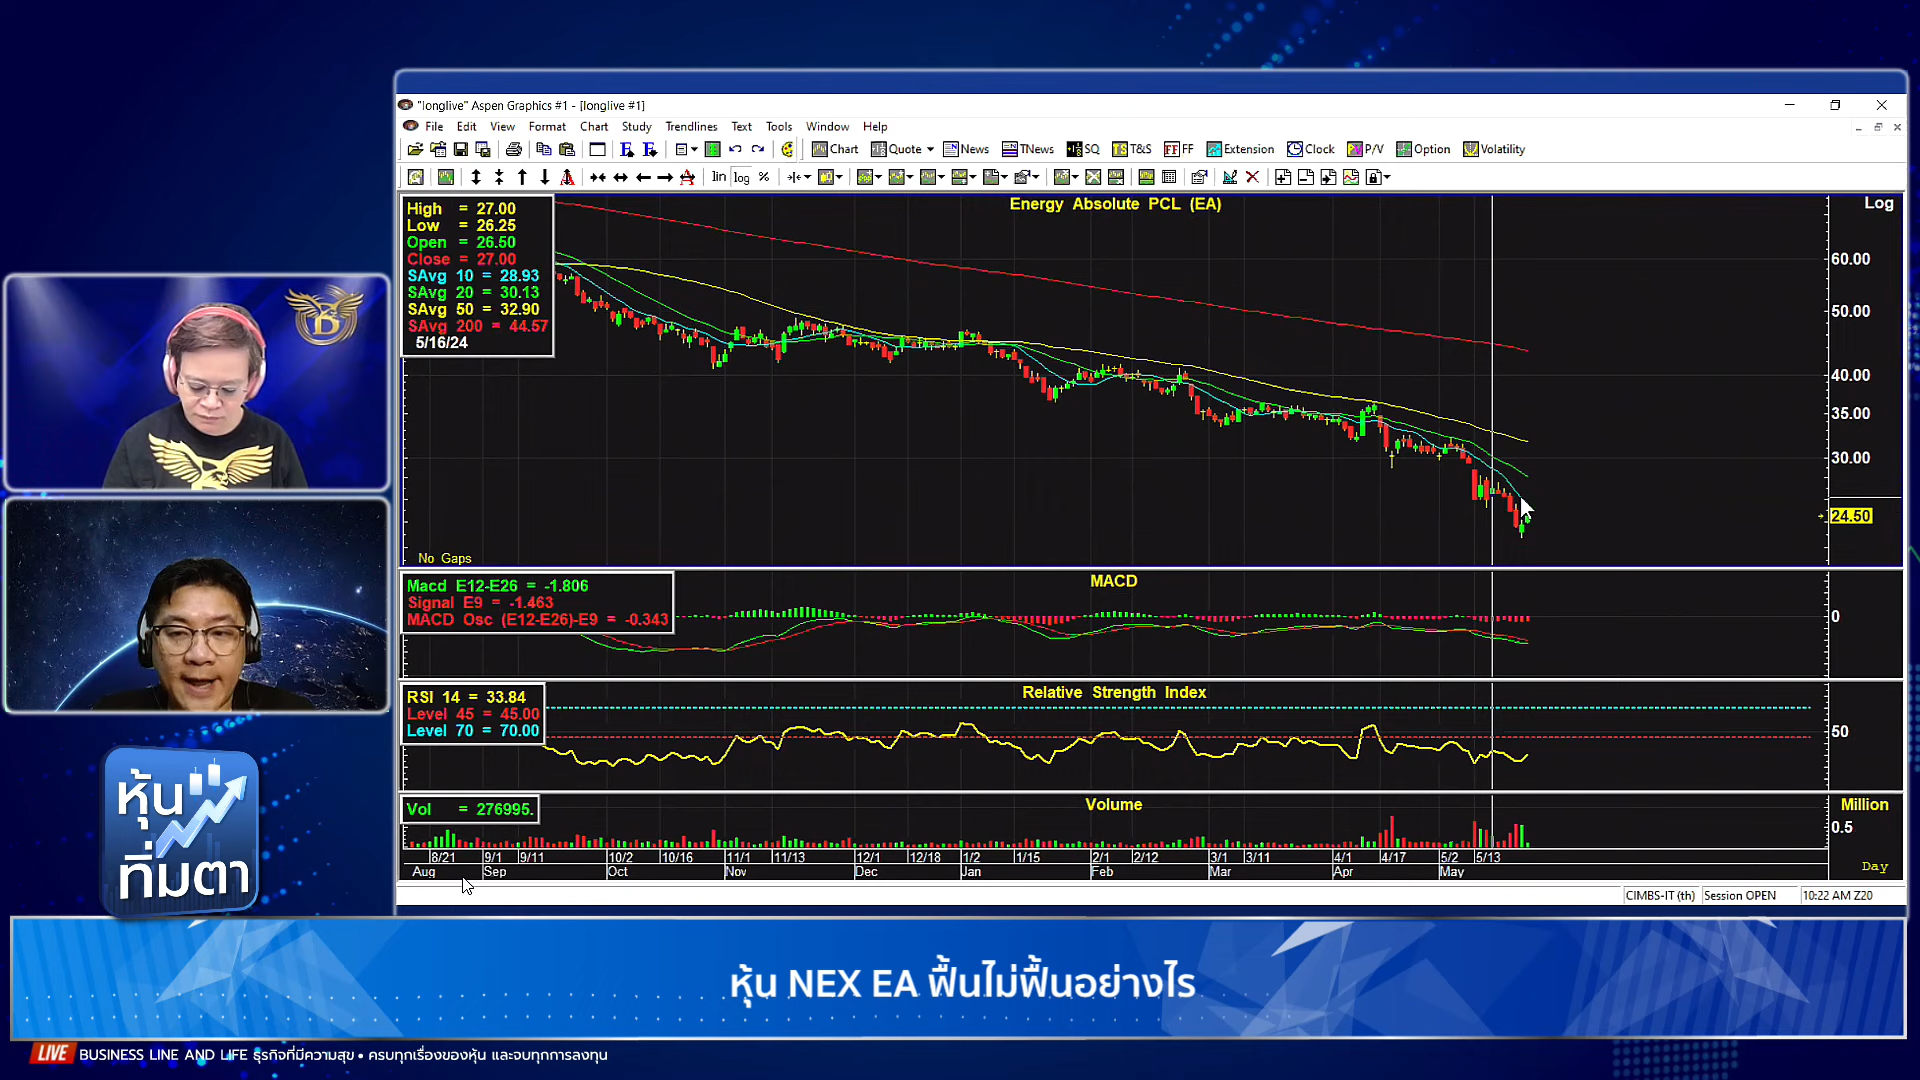 "longlive" Aspen Graphics #1 - [longlive #1]
File Edit View Format Chart Study Trendlines Text Tools Window Help
Chart Quote News TNews SQ T&S FF Extension Clock P/V Option Volatility
lin log %
Energy Absolute PCL (EA)
Log
High = 27.00
Low = 26.25
Open = 26.50
Close = 27.00
SAvg 10 = 28.93
SAvg 20 = 30.13
SAvg 50 = 32.90
SAvg 200 = 44.57
5/16/24
60.00
50.00
40.00
35.00
30.00
24.50
No Gaps
MACD
Macd E12-E26 = -1.806
Signal E9 = -1.463
MACD Osc (E12-E26)-E9 = -0.343
0
Relative Strength Index
RSI 14 = 33.84
Level 45 = 45.00
Level 70 = 70.00
50
Volume
Million
Vol = 276995.
0.5
8/21 9/1 9/11 10/2 10/16 11/1 11/13 12/1 12/18 1/2 1/15 2/1 2/12 3/1 3/11 4/1 4/17 5/2 5/13
Aug Sep Oct Nov Dec Jan Feb Mar Apr May
Day
CIMBS-IT (th) Session OPEN 10:22 AM Z20
หุ้น
ทิ่มตา
หุ้น NEX EA ฟื้นไม่ฟื้นอย่างไร
LIVE BUSINESS LINE AND LIFE ธุรกิจที่มีความสุข • ครบทุกเรื่องของหุ้น และจบทุกการลงทุน